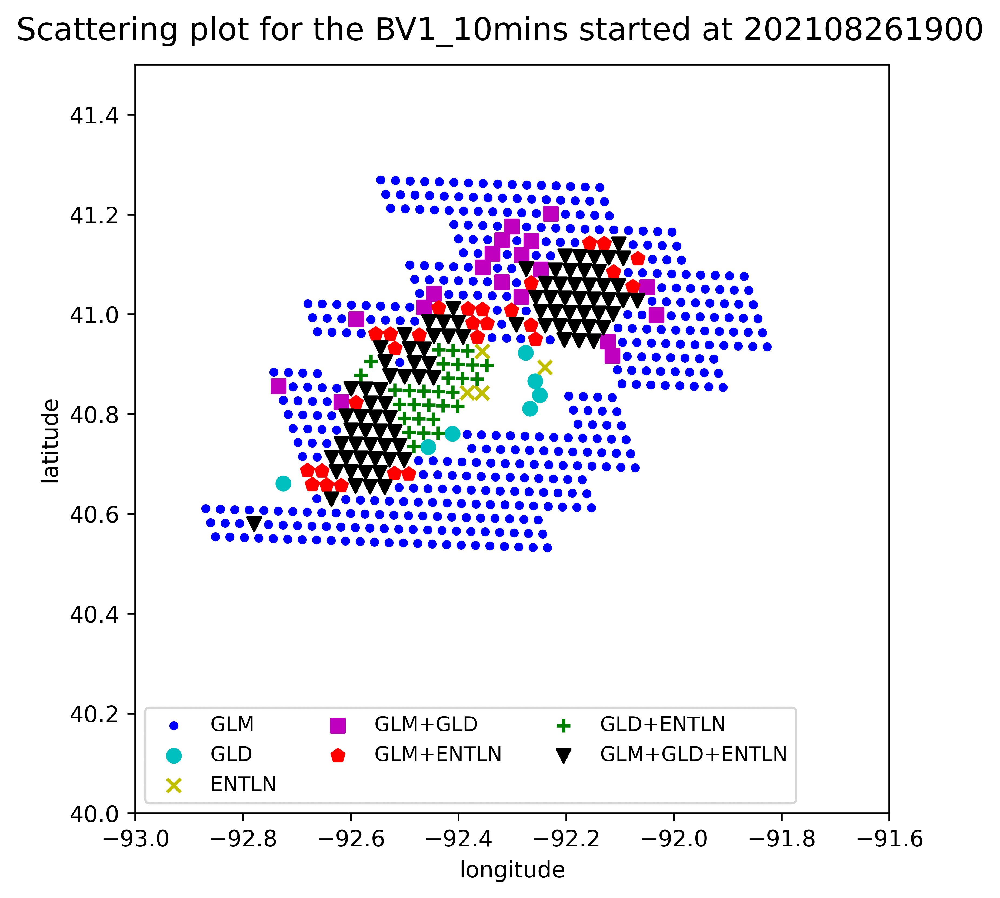 Scattering plot for the BV1_10mins started at 202108261900
41.4
41.2
41.0
40.8
40.6
40.4
40.2
40.0
latitude
GLM
GLD
ENTLN
GLM+GLD
GLM+ENTLN
GLD+ENTLN
GLM+GLD+ENTLN
−93.0 −92.8 −92.6 −92.4 −92.2 −92.0 −91.8 −91.6
longitude